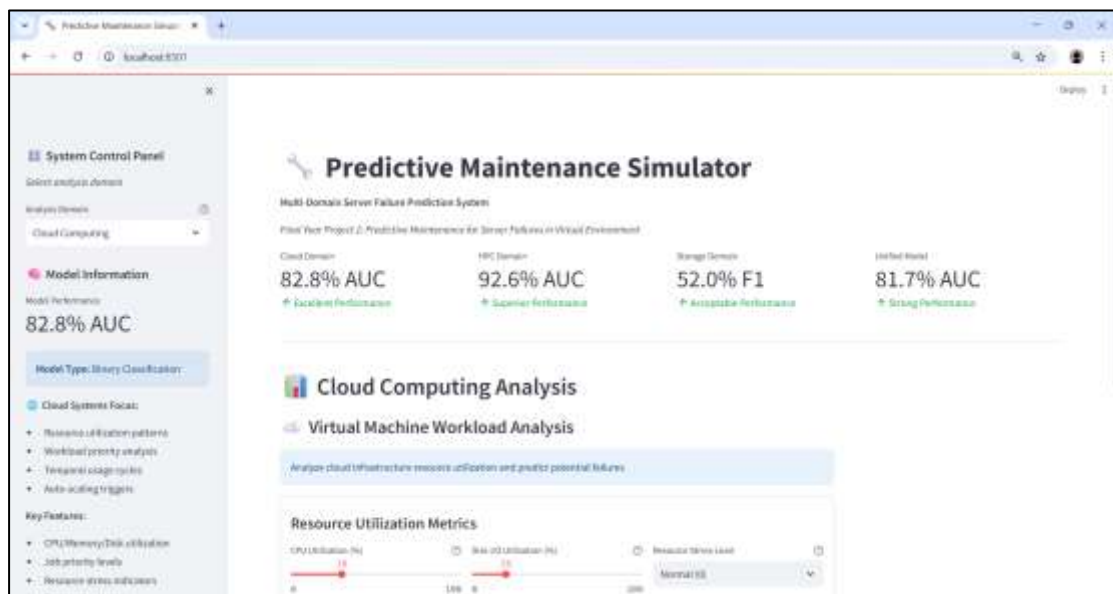 Predictive Maintenance Simul
localhost:8501
Deploy
System Control Panel
Select analysis domain
Analysis Domain
Cloud Computing
Model Information
Model Performance
82.8% AUC
Model Type: Binary Classification
Cloud Systems Focus:
Resource utilization patterns
Workload priority analysis
Temporal usage cycles
Auto-scaling triggers
Key Features:
CPU/Memory/Disk utilization
Job priority levels
Resource stress indicators
Predictive Maintenance Simulator
Multi-Domain Server Failure Prediction System
Final Year Project 2: Predictive Maintenance for Server Failures in Virtual Environment
Cloud Domain
82.8% AUC
Excellent Performance
HPC Domain
92.6% AUC
Superior Performance
Storage Domain
52.0% F1
Acceptable Performance
Unified Model
81.7% AUC
Strong Performance
Cloud Computing Analysis
Virtual Machine Workload Analysis
Analyze cloud infrastructure resource utilization and predict potential failures
Resource Utilization Metrics
CPU Utilization (%)
0
100
Disk I/O Utilization (%)
0
100
Resource Stress Level
Normal (0)